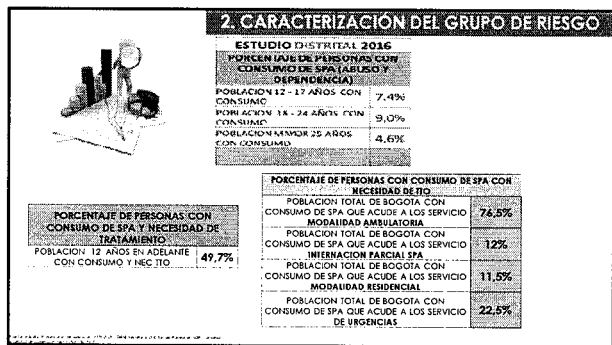 2. CARACTERIZACIÓN DEL GRUPO DE RIESGO
ESTUDIO DISTRITAL 2016
PORCENTAJE DE PERSONAS CON
CONSUMO DE SPA (ABUSO Y
DEPENDENCIA)
POBLACION 12 - 17 AÑOS CON
CONSUMO
7,4%
POBLACION 18 - 24 AÑOS CON
CONSUMO
9,0%
POBLACION MAYOR 25 AÑOS
CON CONSUMO
4,6%
PORCENTAJE DE PERSONAS CON
CONSUMO DE SPA Y NECESIDAD DE
TRATAMIENTO
POBLACION 12 AÑOS EN ADELANTE
CON CONSUMO Y NEC TTO
49,7%
PORCENTAJE DE PERSONAS CON CONSUMO DE SPA CON
NECESIDAD DE TTO
POBLACION TOTAL DE BOGOTA CON
CONSUMO DE SPA QUE ACUDE A LOS SERVICIO
MODALIDAD AMBULATORIA
76,5%
POBLACION TOTAL DE BOGOTA CON
CONSUMO DE SPA QUE ACUDE A LOS SERVICIO
INTERNACION PARCIAL SPA
12%
POBLACION TOTAL DE BOGOTA CON
CONSUMO DE SPA QUE ACUDE A LOS SERVICIO
MODALIDAD RESIDENCIAL
11,5%
POBLACION TOTAL DE BOGOTA CON
CONSUMO DE SPA QUE ACUDE A LOS SERVICIO
DE URGENCIAS
22,5%